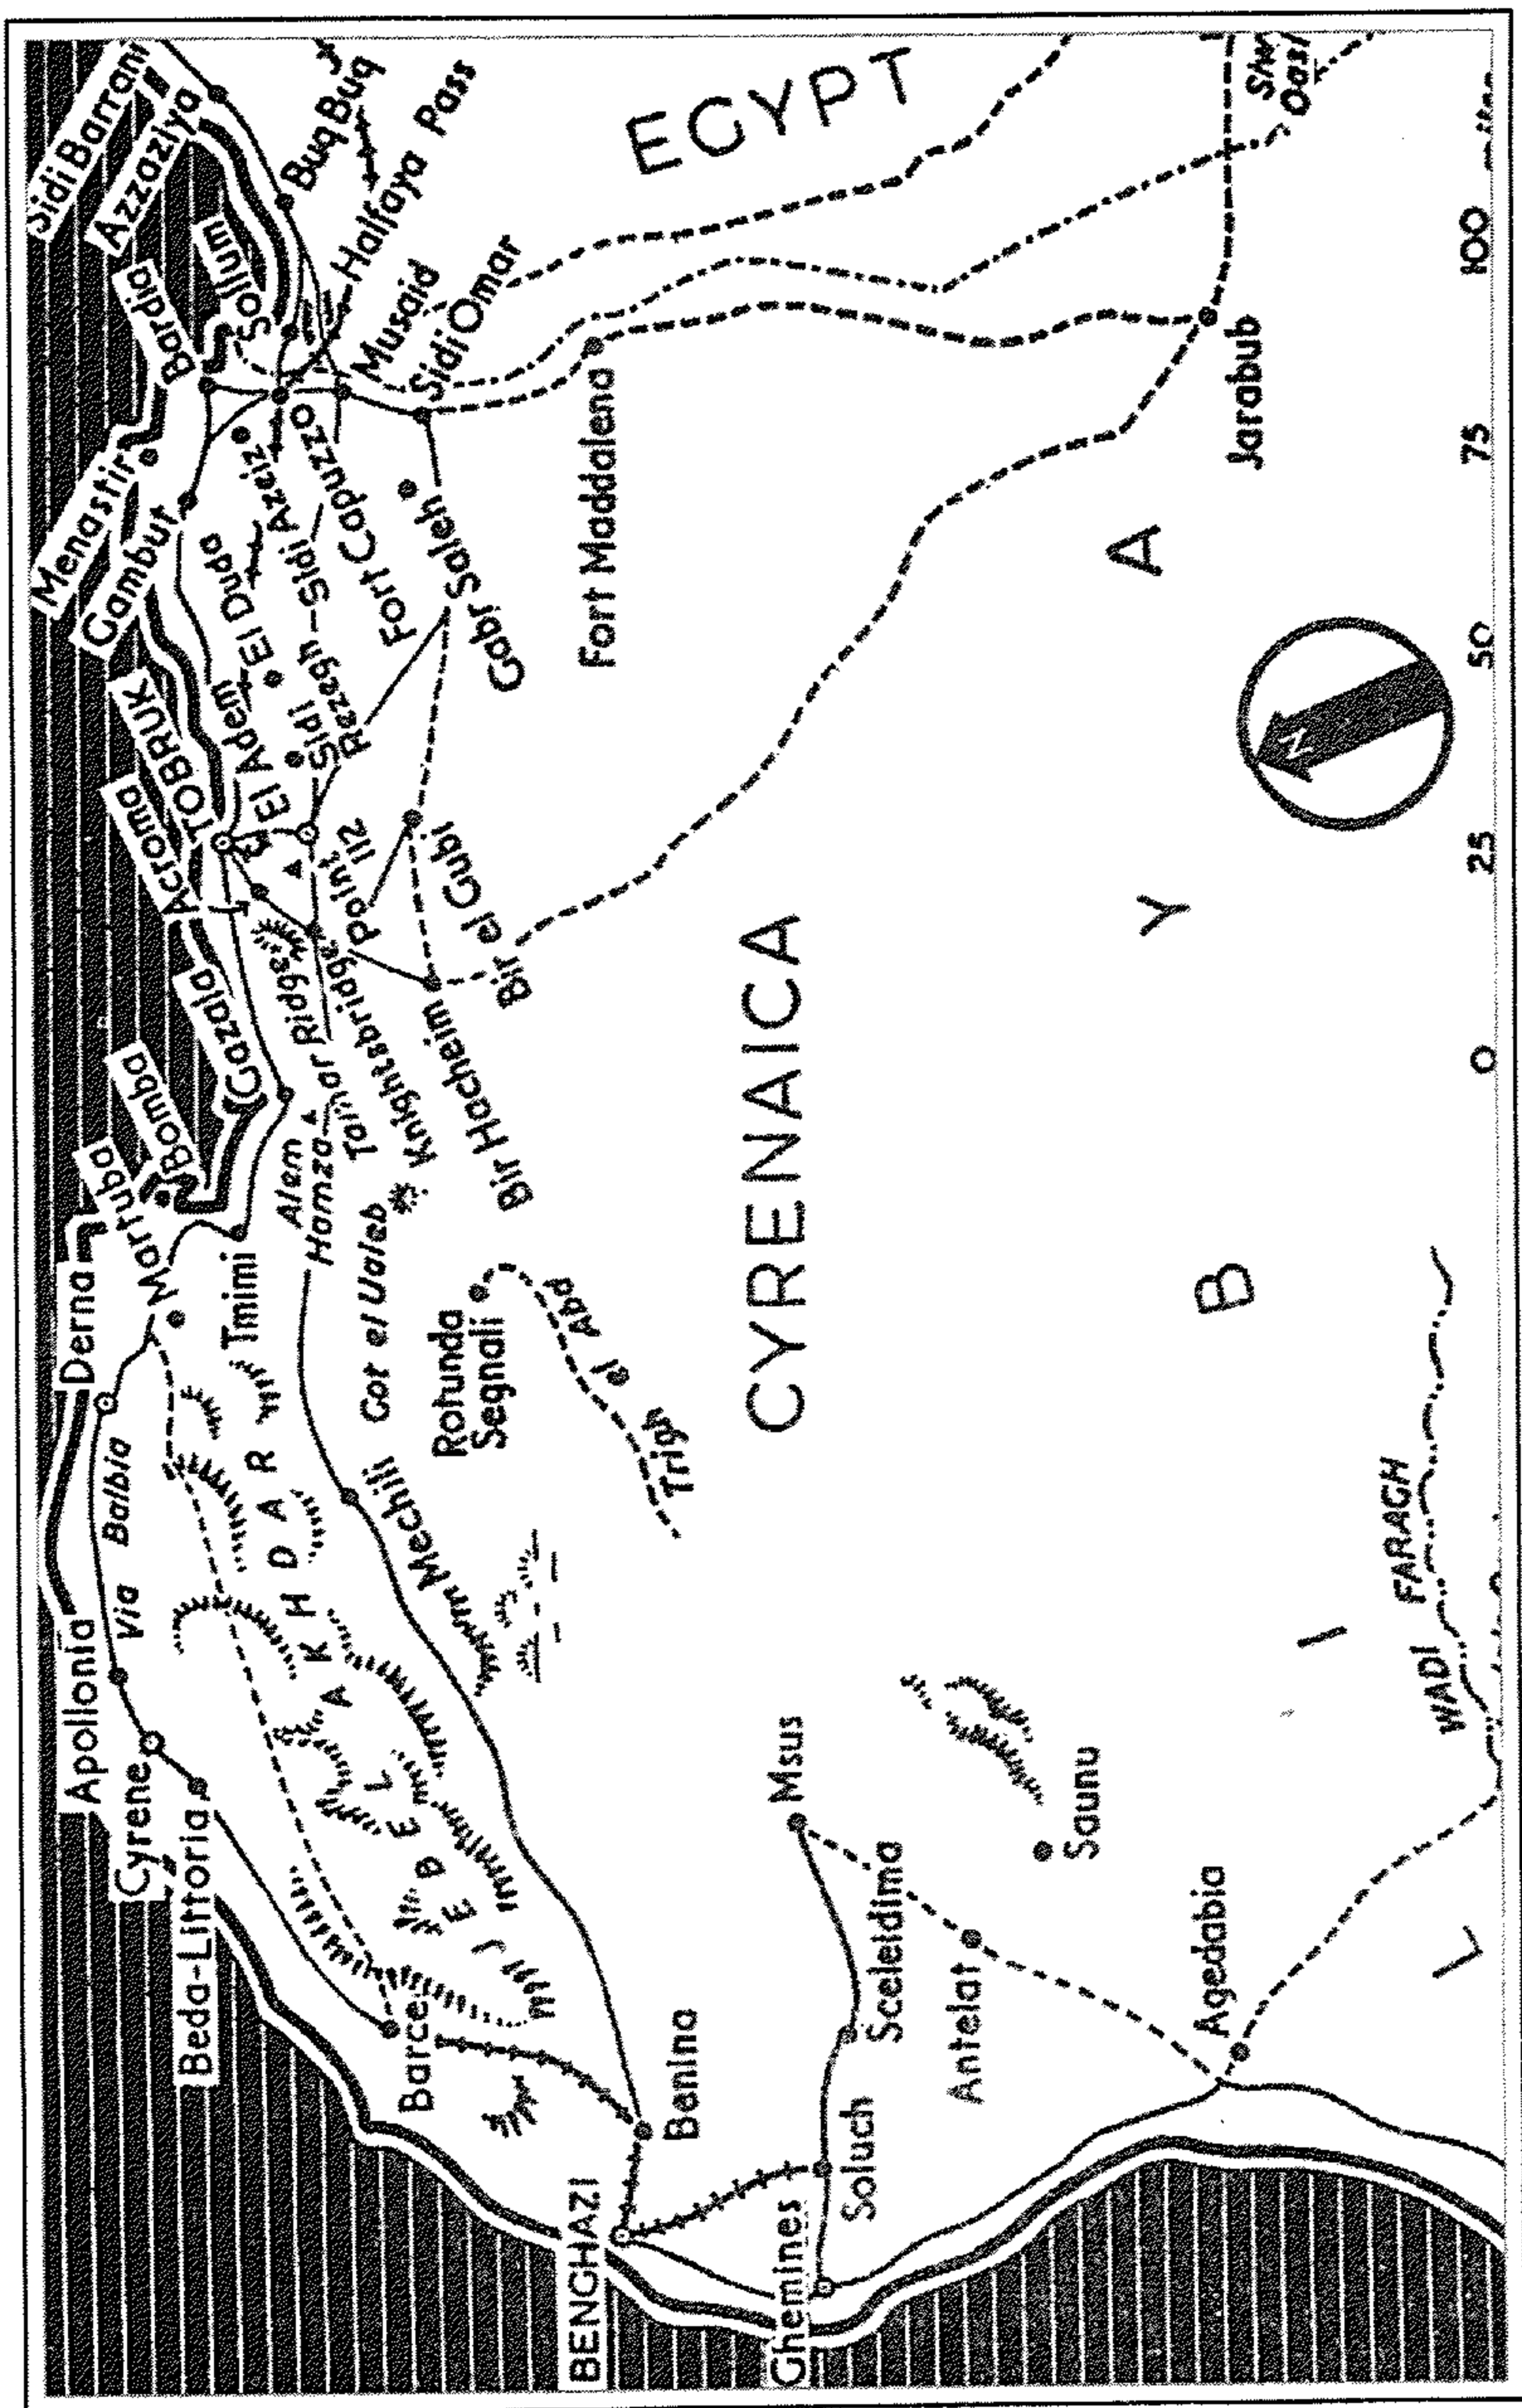 Sidi Barrani
Azzaziya
Buq Buq
Sollum
Halfaya Pass
Bardia
Musaid
Sidi Omar
EGYPT
Menastir
Gambut
Sidi Azeiz
Fort Capuzzo
Gabr Saleh
Fort Maddalena
Jarabub
TOBRUK
El Duda
El Adem
Sidi
Rezegh
Acroma
Point
112
Bir el Gubi
Gazala
Ridge
Knightsbridge
Bir Hacheim
Bomba
Martuba
Derna
Tmimi
Alem
Hamza
Got el Ualeb
Rotunda
Segnali
Trigh el Abd
CYRENAICA
Via Balbia
Apollonia
Cyrene
Beda-Littoria
JEBEL AKHDAR
Mechili
Barce
Benina
BENGHAZI
Ghemines
Soluch
Sceleidima
Msus
Antelat
Saunu
Agedabia
WADI FARAGH
LIBYA
N
0 25 50 75 100